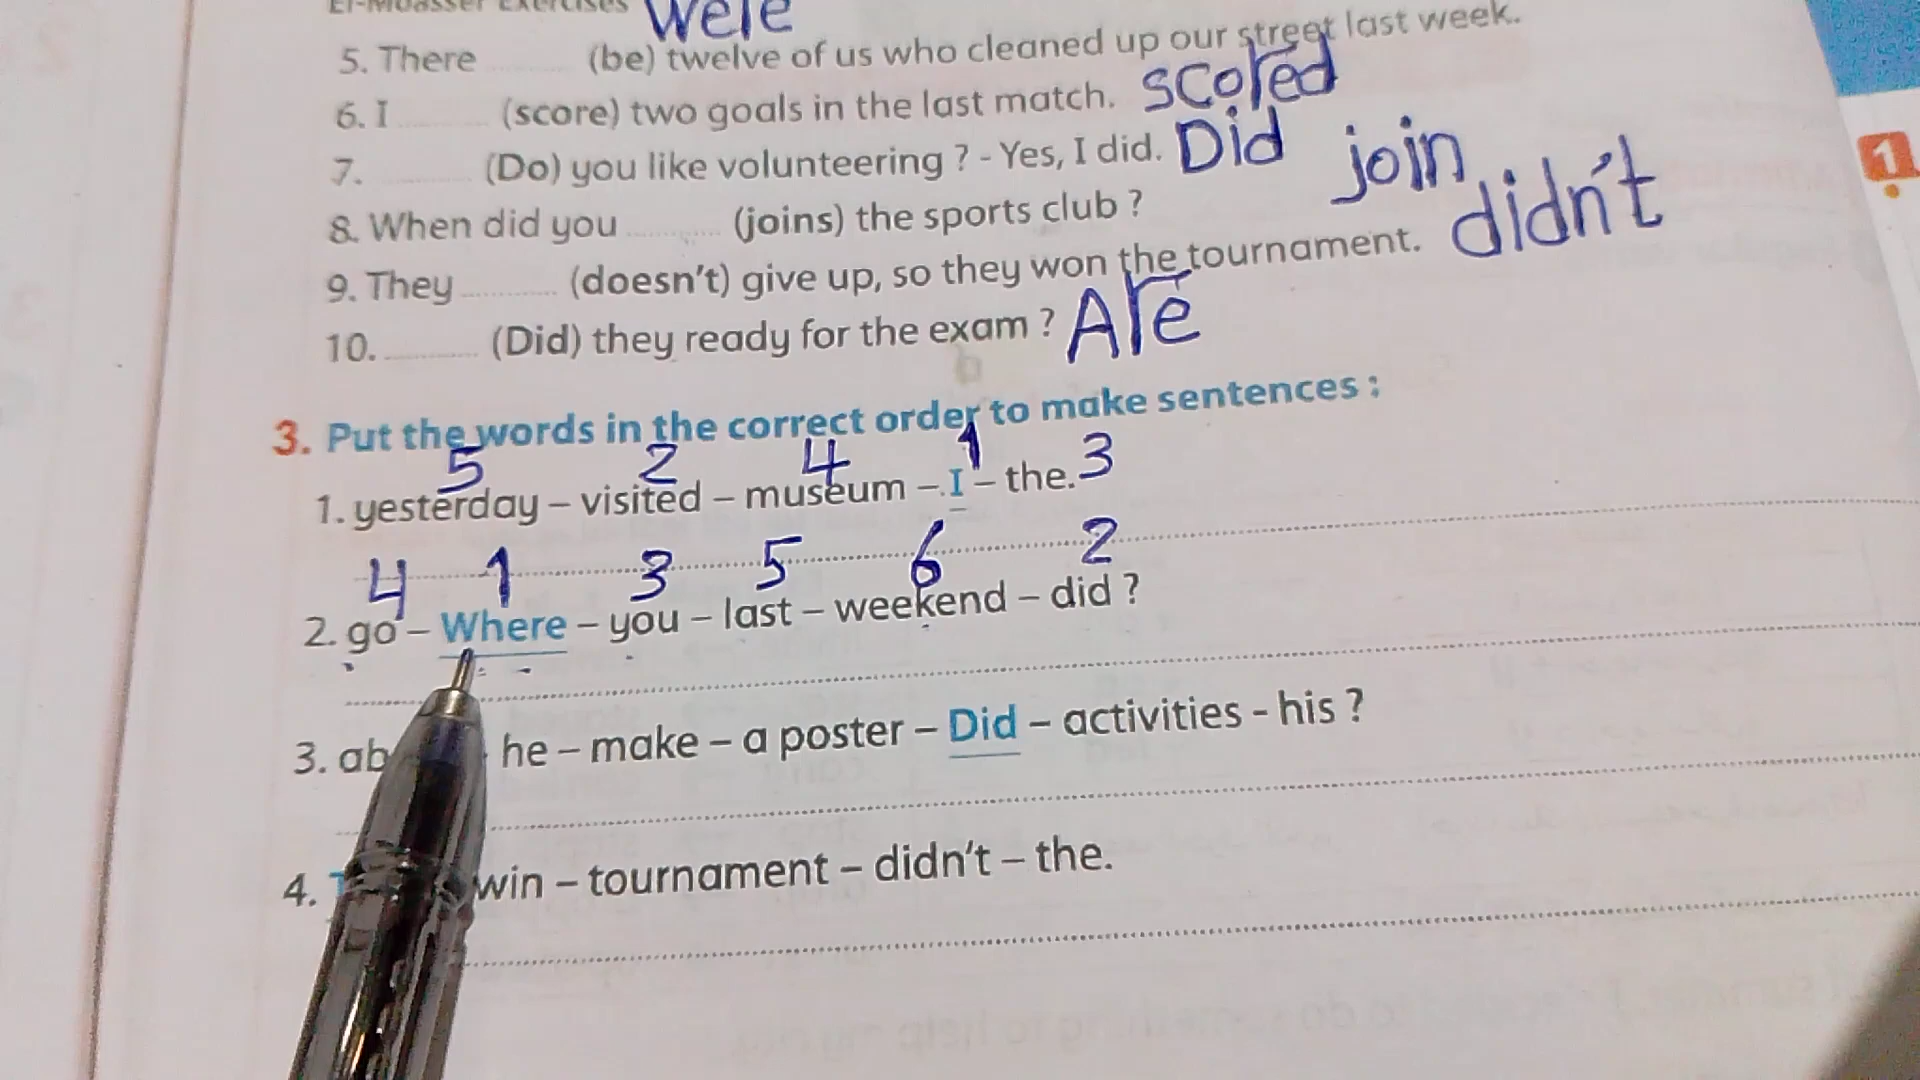 El-Moasser Exercises were
5. There ........ (be) twelve of us who cleaned up our street last week.
6. I ........ (score) two goals in the last match. scored
7. ........ (Do) you like volunteering ? - Yes, I did. Did
8. When did you ........ (joins) the sports club ? join
9. They ........ (doesn't) give up, so they won the tournament. didn't
10. ........ (Did) they ready for the exam ? Are
3. Put the words in the correct order to make sentences :
5 2 4 1 3
1. yesterday – visited – museum – I – the.
4 1 3 5 6 2
2. go – Where – you – last – weekend – did ?
3. he – make – a poster – Did – activities - his ?
4. win – tournament – didn't – the.
1